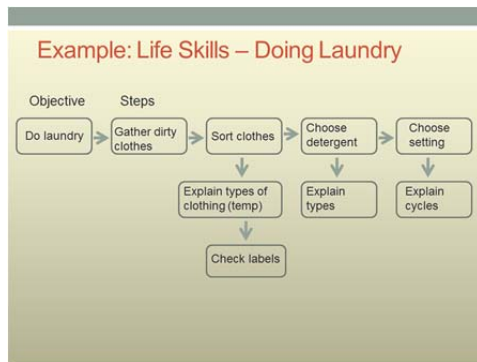 Example: Life Skills – Doing Laundry
Objective
Steps
Do laundry
Gather dirty
clothes
Sort clothes
Choose
detergent
Choose
setting
Explain types of
clothing (temp)
Explain
types
Explain
cycles
Check labels